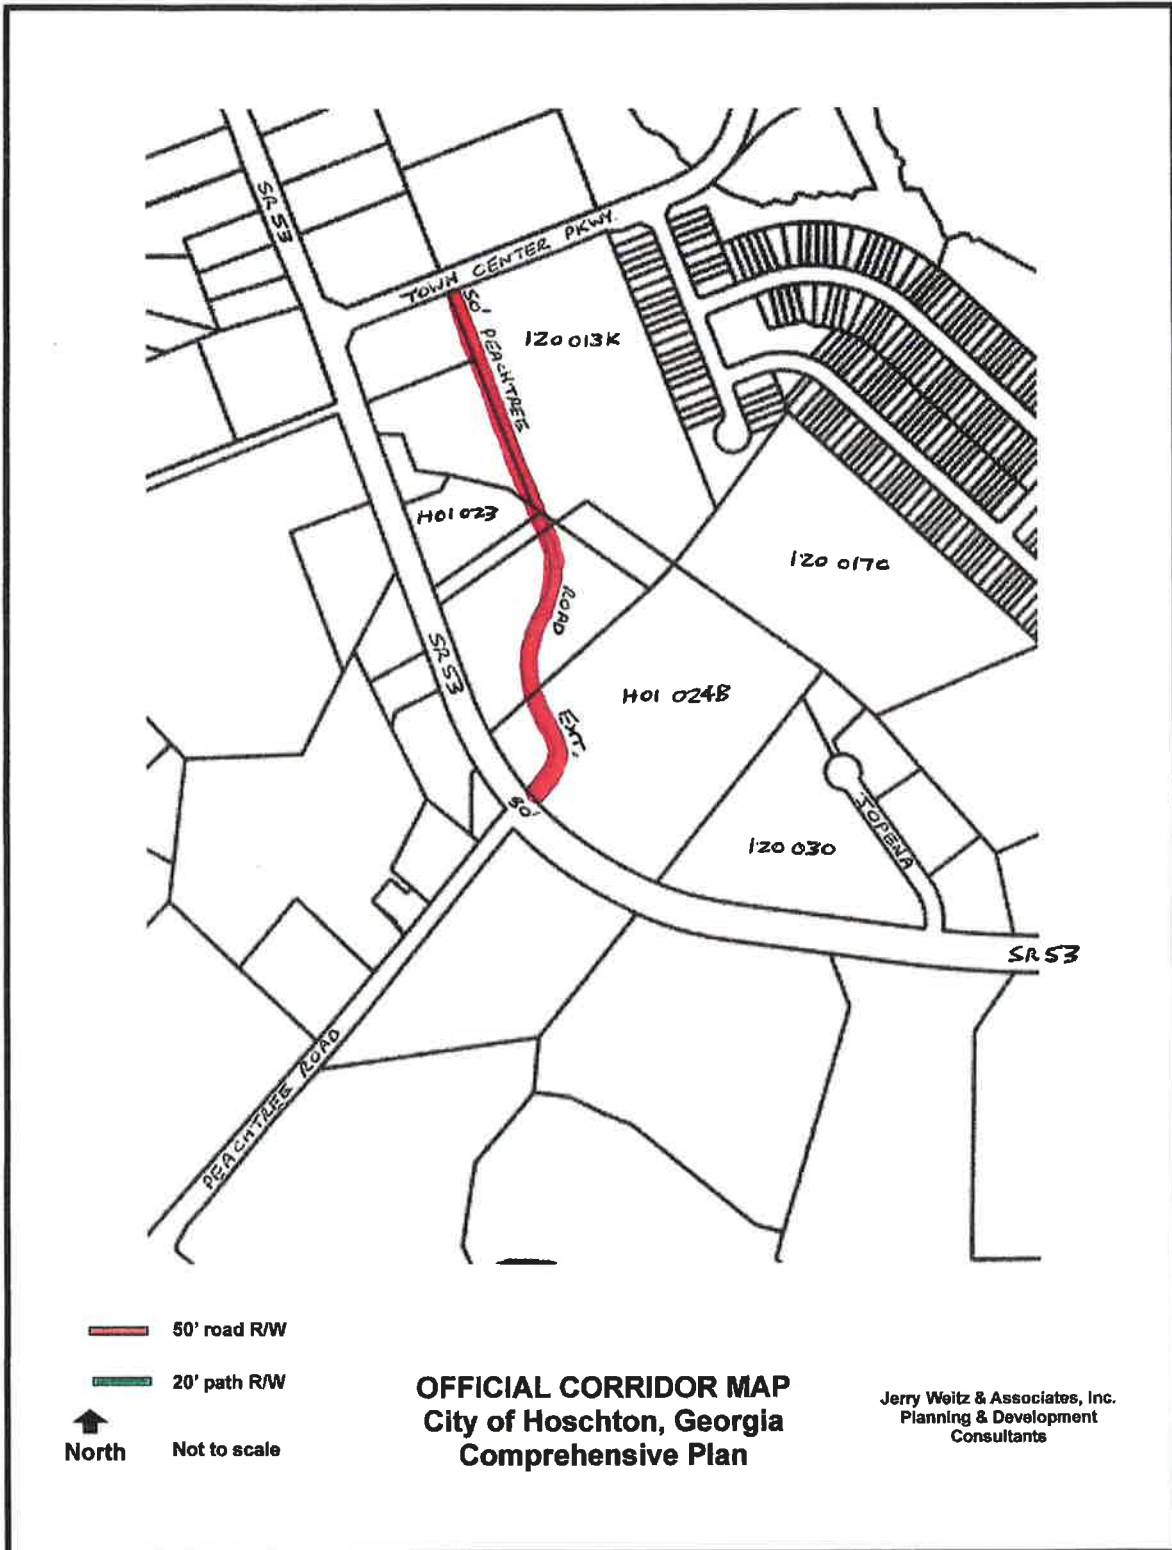 SR 53
TOWN CENTER PKWY.
50' PEACHTREE
120 013K
H01 023
120 017C
ROAD
SR 53
H01 024B
EXT.
50'
JOPENA
120 030
SR 53
PEACHTREE ROAD
50' road R/W
20' path R/W
North
Not to scale
OFFICIAL CORRIDOR MAP
City of Hoschton, Georgia
Comprehensive Plan
Jerry Weitz & Associates, Inc.
Planning & Development
Consultants